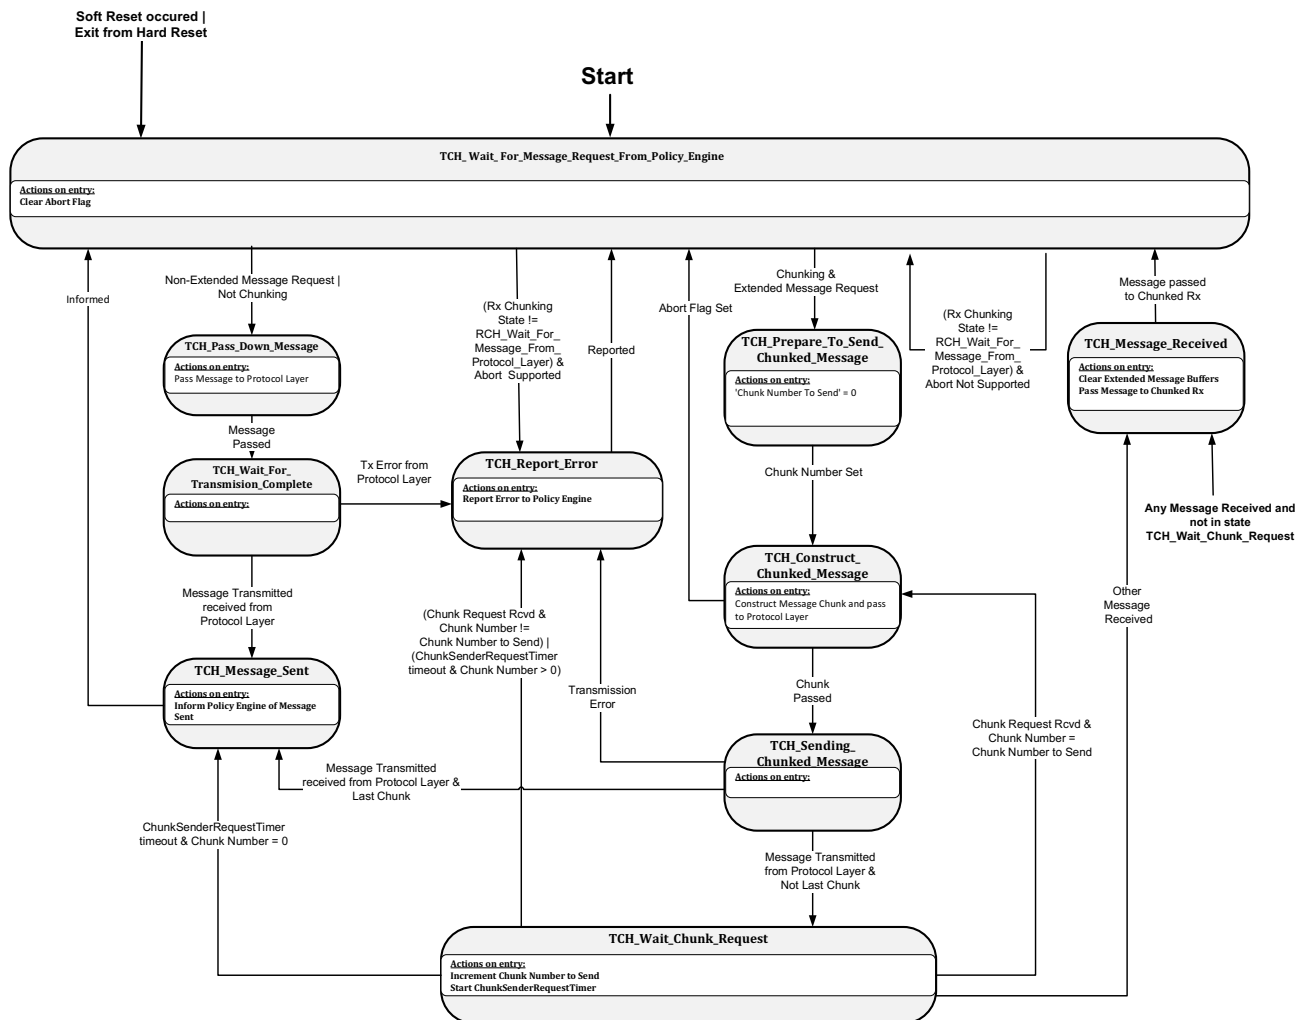 Soft Reset occured |
Exit from Hard Reset
Start
TCH_ Wait_ For_Message_Request_From_Policy_Engine
Actions on entry:
Clear Abort Flag
Informed
Non-Extended Message Request |
Not Chunking
(Rx Chunking
State !=
RCH_Wait_For_
Message_From_
Protocol_Layer) &
Abort Supported
Reported
Abort Flag Set
Chunking &
Extended Message Request
(Rx Chunking
State !=
RCH_Wait_For_
Message_From_
Protocol_Layer) &
Abort Not Supported
Message passed
to Chunked Rx
TCH_Pass_Down_Message
Actions on entry:
Pass Message to Protocol Layer
TCH_Prepare_To_Send_
Chunked_Message
Actions on entry:
'Chunk Number To Send' = 0
TCH_Message_Received
Actions on entry:
Clear Extended Message Buffers
Pass Message to Chunked Rx
Message
Passed
TCH_Wait_For_
Transmision_Complete
Actions on entry:
Tx Error from
Protocol Layer
TCH_Report_Error
Actions on entry:
Report Error to Policy Engine
Chunk Number Set
Any Message Received and
not in state
TCH_Wait_Chunk_Request
TCH_Construct_
Chunked_Message
Actions on entry:
Construct Message Chunk and pass
to Protocol Layer
Message Transmitted
received from
Protocol Layer
(Chunk Request Rcvd &
Chunk Number !=
Chunk Number to Send) |
(ChunkSenderRequestTimer
timeout & Chunk Number > 0)
Other
Message
Received
TCH_Message_Sent
Actions on entry:
Inform Policy Engine of Message
Sent
Transmission
Error
Chunk
Passed
Chunk Request Rcvd &
Chunk Number =
Chunk Number to Send
TCH_Sending_
Chunked_Message
Actions on entry:
Message Transmitted
received from Protocol Layer &
Last Chunk
ChunkSenderRequestTimer
timeout & Chunk Number = 0
Message Transmitted
from Protocol Layer &
Not Last Chunk
TCH_Wait_Chunk_Request
Actions on entry:
Increment Chunk Number to Send
Start ChunkSenderRequestTimer